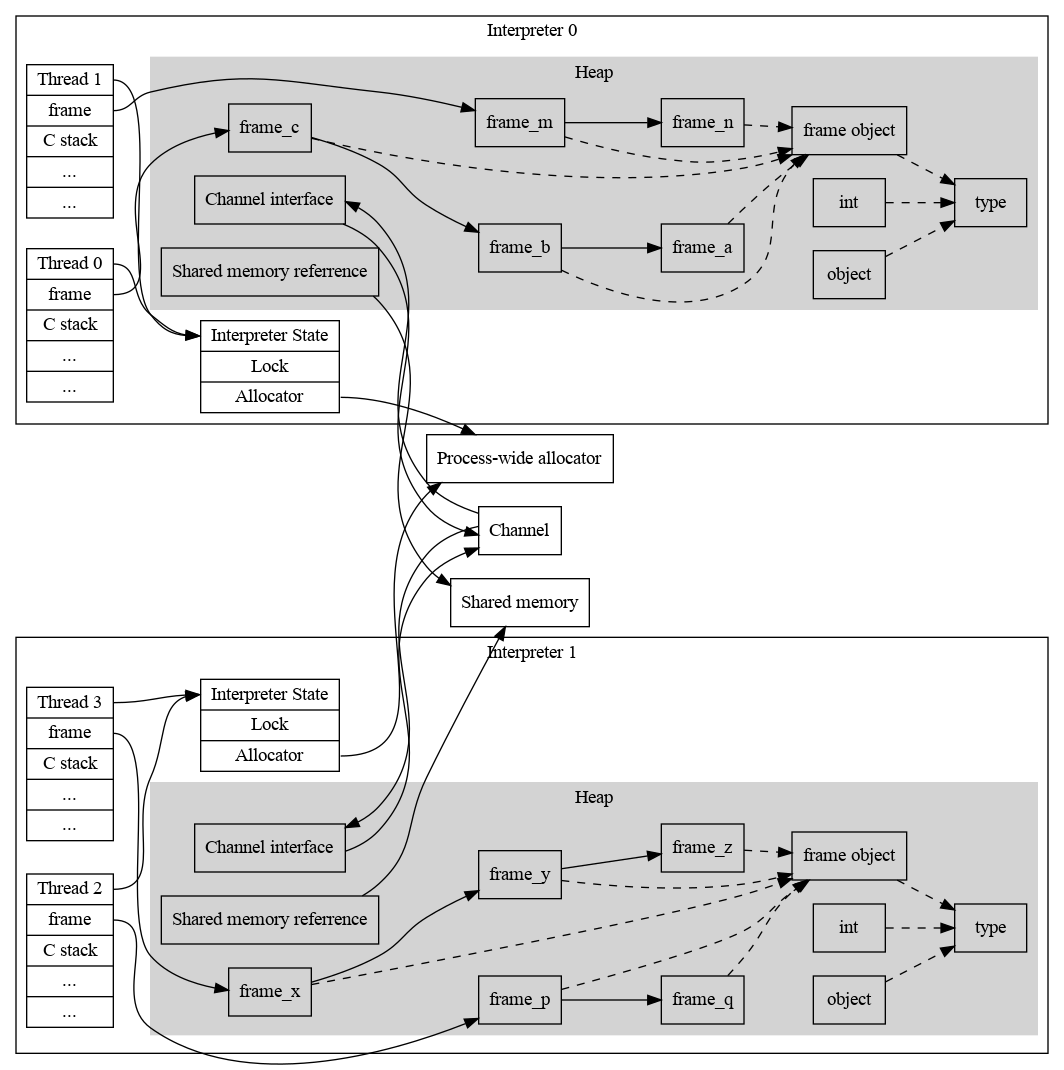 Interpreter 0
Thread 1
frame
C stack
...
...
Thread 0
frame
C stack
...
...
Heap
frame_c
frame_m
frame_n
frame object
Channel interface
int
type
Shared memory referrence
frame_b
frame_a
object
Interpreter State
Lock
Allocator
Process-wide allocator
Channel
Shared memory
Interpreter 1
Thread 3
frame
C stack
...
...
Thread 2
frame
C stack
...
...
Interpreter State
Lock
Allocator
Heap
Channel interface
frame_y
frame_z
frame object
Shared memory referrence
int
type
frame_x
frame_p
frame_q
object